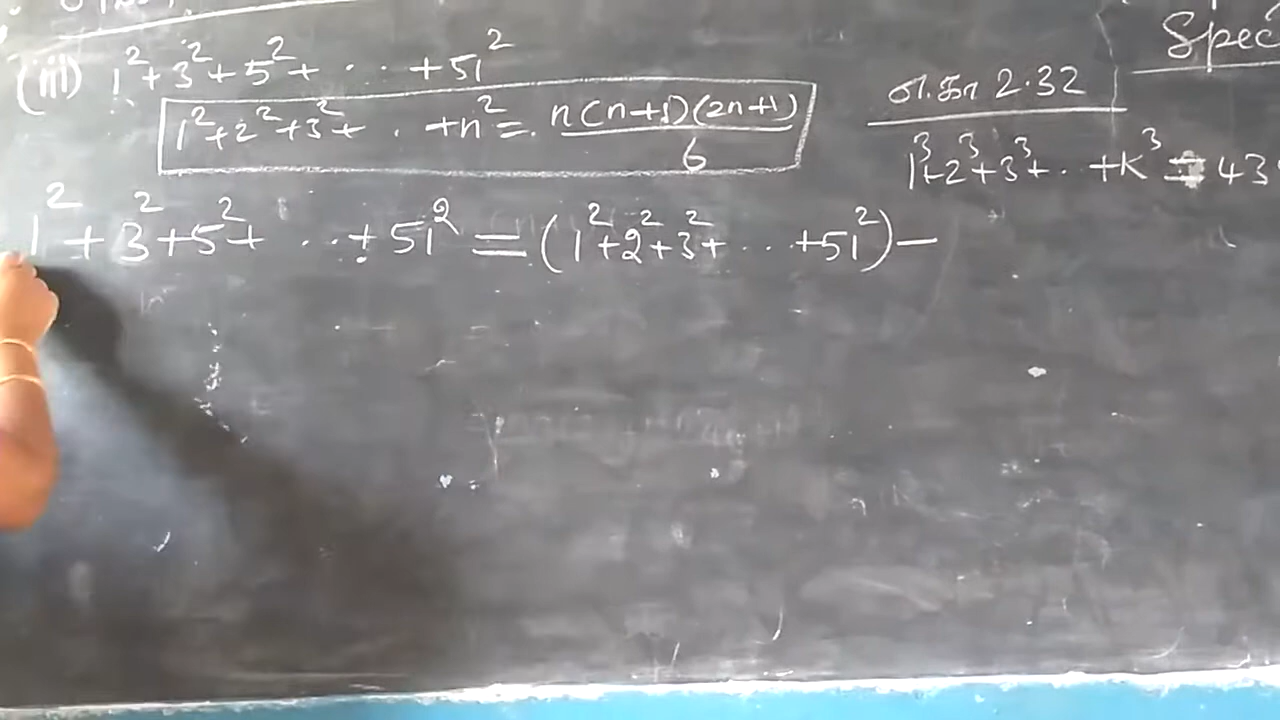 (iii) 1² + 3² + 5² + · · · + 51²
1² + 2² + 3² + · · + n² = n(n+1)(2n+1) / 6
1² + 3² + 5² + · · · + 51² = (1² + 2² + 3² + · · · + 51²) −
Spec
எ.கா 2.32
1³ + 2³ + 3³ + · · + K³ = 43